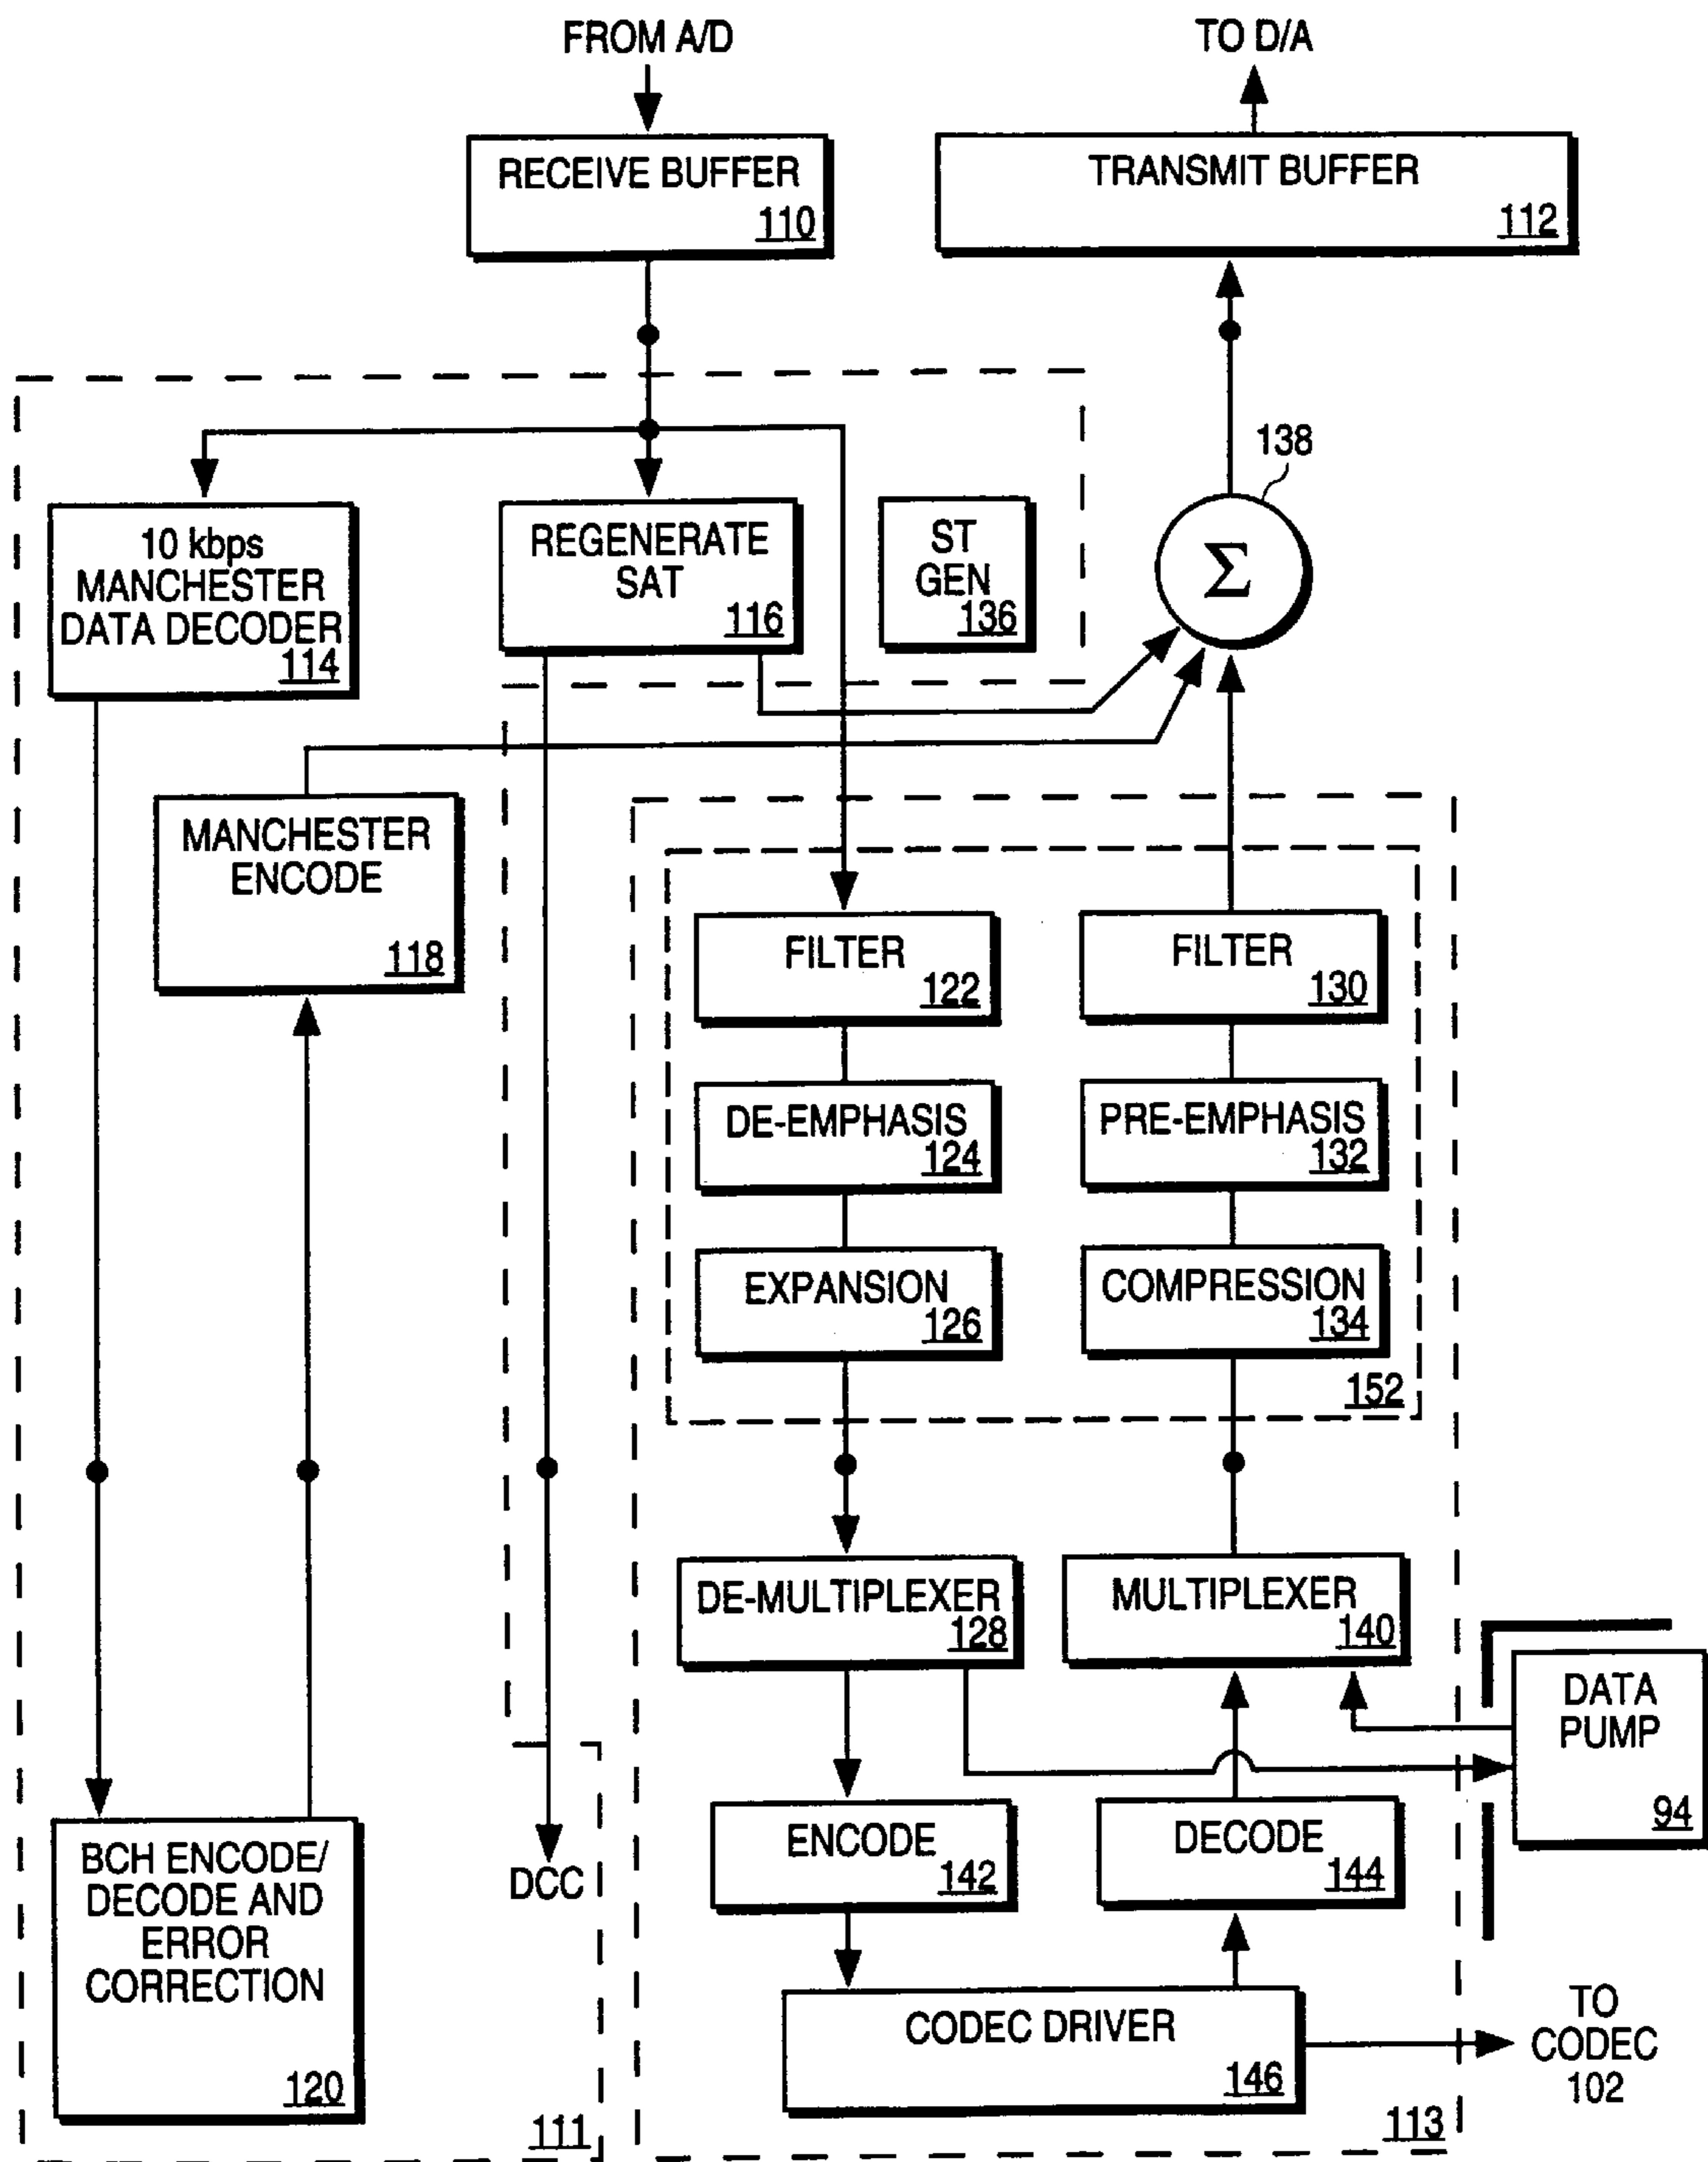 FROM A/D
TO D/A
RECEIVE BUFFER
110
TRANSMIT BUFFER
112
138
10 kbps
MANCHESTER
DATA DECODER
114
REGENERATE
SAT
116
ST
GEN
136
Σ
MANCHESTER
ENCODE
118
FILTER
122
FILTER
130
DE-EMPHASIS
124
PRE-EMPHASIS
132
EXPANSION
126
COMPRESSION
134
152
DE-MULTIPLEXER
128
MULTIPLEXER
140
DATA
PUMP
94
BCH ENCODE/
DECODE AND
ERROR
CORRECTION
120
DCC
ENCODE
142
DECODE
144
CODEC DRIVER
146
TO
CODEC
102
111
113